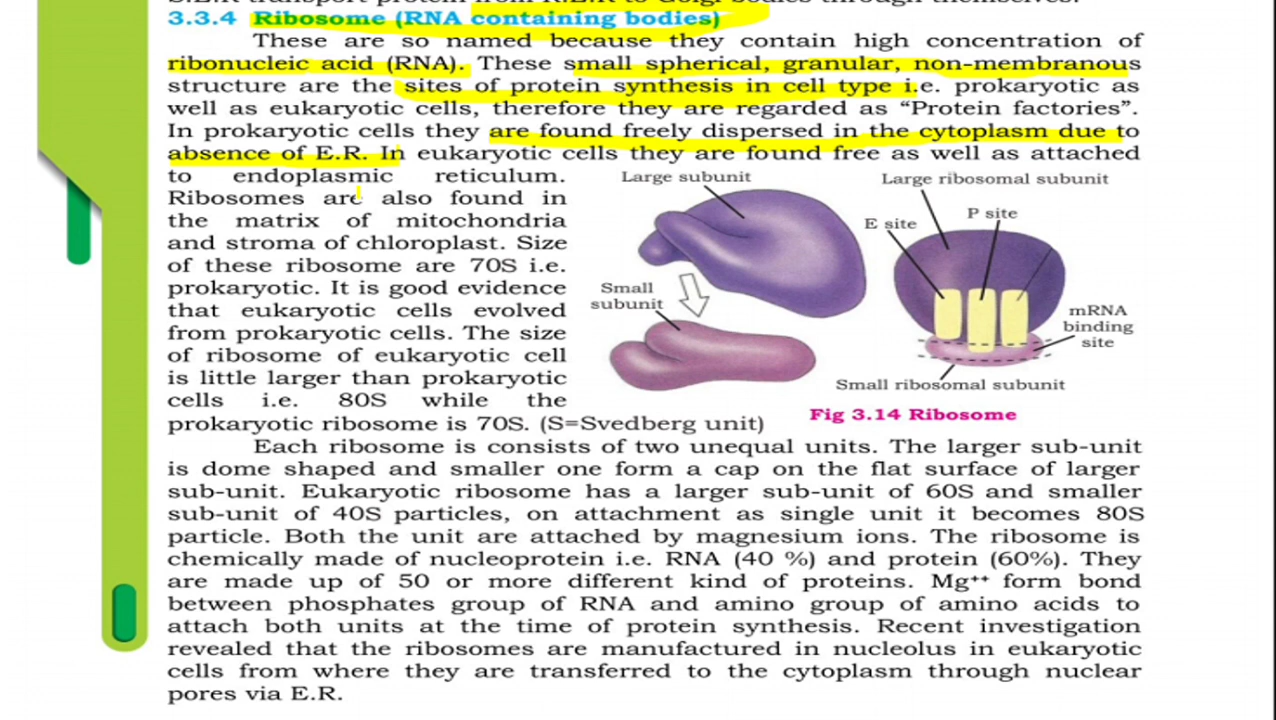 S.E.R transport protein from R.E.R to Golgi bodies through themselves.
3.3.4 Ribosome (RNA containing bodies)
These are so named because they contain high concentration of
ribonucleic acid (RNA). These small spherical, granular, non-membranous
structure are the sites of protein synthesis in cell type i.e. prokaryotic as
well as eukaryotic cells, therefore they are regarded as “Protein factories”.
In prokaryotic cells they are found freely dispersed in the cytoplasm due to
absence of E.R. In eukaryotic cells they are found free as well as attached
to endoplasmic reticulum.
Ribosomes are also found in
the matrix of mitochondria
and stroma of chloroplast. Size
of these ribosome are 70S i.e.
prokaryotic. It is good evidence
that eukaryotic cells evolved
from prokaryotic cells. The size
of ribosome of eukaryotic cell
is little larger than prokaryotic
cells i.e. 80S while the
prokaryotic ribosome is 70S. (S=Svedberg unit)
Large subunit
Small
subunit
Large ribosomal subunit
P site
E site
mRNA
binding
site
Small ribosomal subunit
Fig 3.14 Ribosome
Each ribosome is consists of two unequal units. The larger sub-unit
is dome shaped and smaller one form a cap on the flat surface of larger
sub-unit. Eukaryotic ribosome has a larger sub-unit of 60S and smaller
sub-unit of 40S particles, on attachment as single unit it becomes 80S
particle. Both the unit are attached by magnesium ions. The ribosome is
chemically made of nucleoprotein i.e. RNA (40 %) and protein (60%). They
are made up of 50 or more different kind of proteins. Mg⁺⁺ form bond
between phosphates group of RNA and amino group of amino acids to
attach both units at the time of protein synthesis. Recent investigation
revealed that the ribosomes are manufactured in nucleolus in eukaryotic
cells from where they are transferred to the cytoplasm through nuclear
pores via E.R.